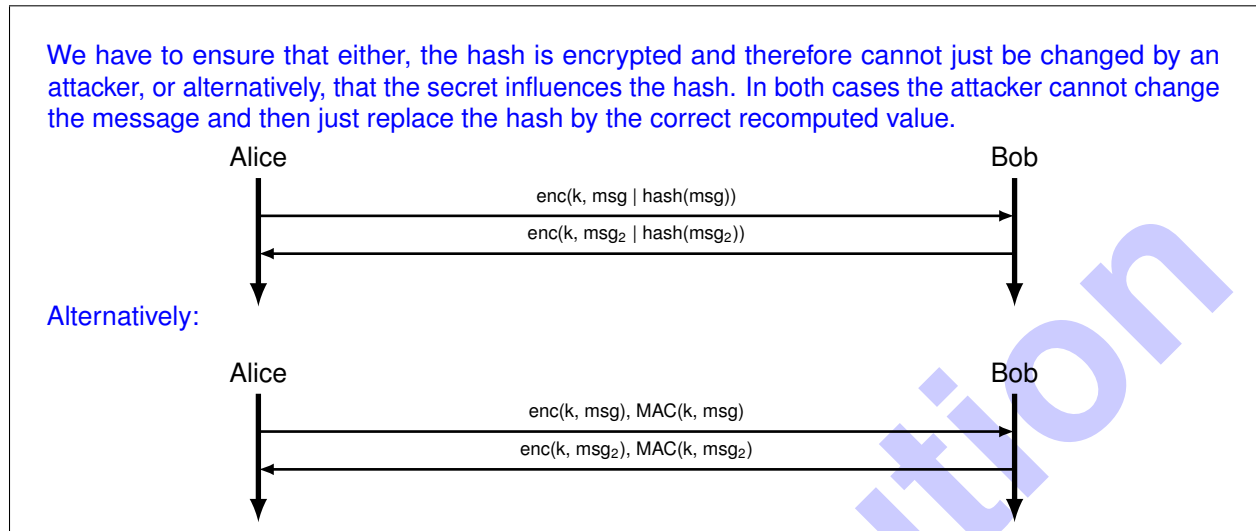 We have to ensure that either, the hash is encrypted and therefore cannot just be changed by an
attacker, or alternatively, that the secret influences the hash. In both cases the attacker cannot change
the message and then just replace the hash by the correct recomputed value.
Alice Bob
enc(k, msg | hash(msg))
enc(k, msg₂ | hash(msg₂))
Alternatively:
Alice Bob
enc(k, msg), MAC(k, msg)
enc(k, msg₂), MAC(k, msg₂)
ution